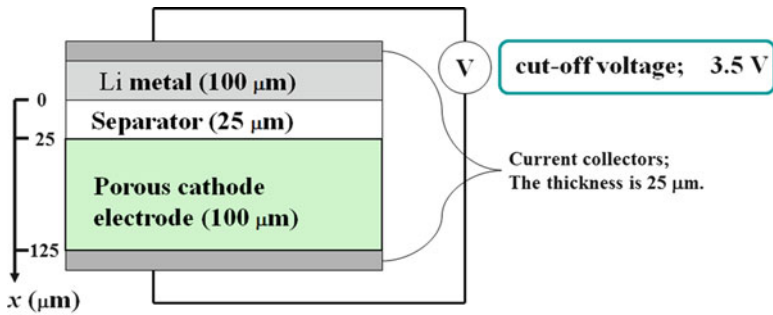 Li metal (100 μm)
V
cut-off voltage; 3.5 V
0
Separator (25 μm)
25
Porous cathode
electrode (100 μm)
Current collectors;
The thickness is 25 μm.
125
x (μm)